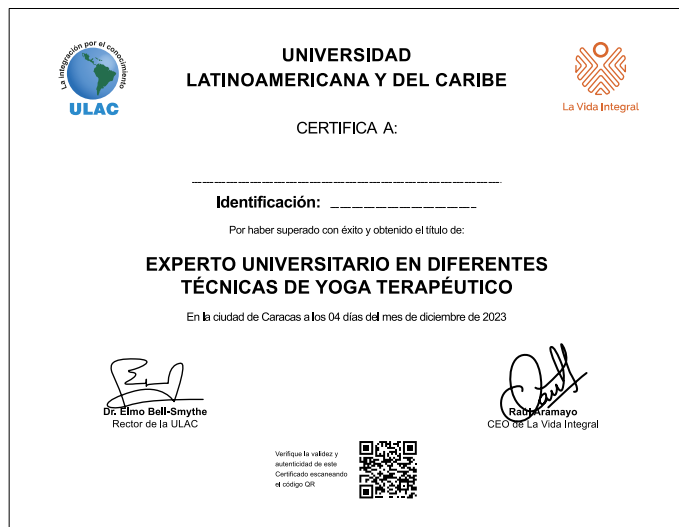 La integración por el conocimiento
ULAC
UNIVERSIDAD
LATINOAMERICANA Y DEL CARIBE
La Vida Integral
CERTIFICA A:
Identificación:
Por haber superado con éxito y obtenido el título de:
EXPERTO UNIVERSITARIO EN DIFERENTES
TÉCNICAS DE YOGA TERAPÉUTICO
En la ciudad de Caracas a los 04 días del mes de diciembre de 2023
Dr. Elmo Bell-Smythe
Rector de la ULAC
Raúl Aramayo
CEO de La Vida Integral
Verifique la validez y
autenticidad de este
Certificado escaneando
el código QR